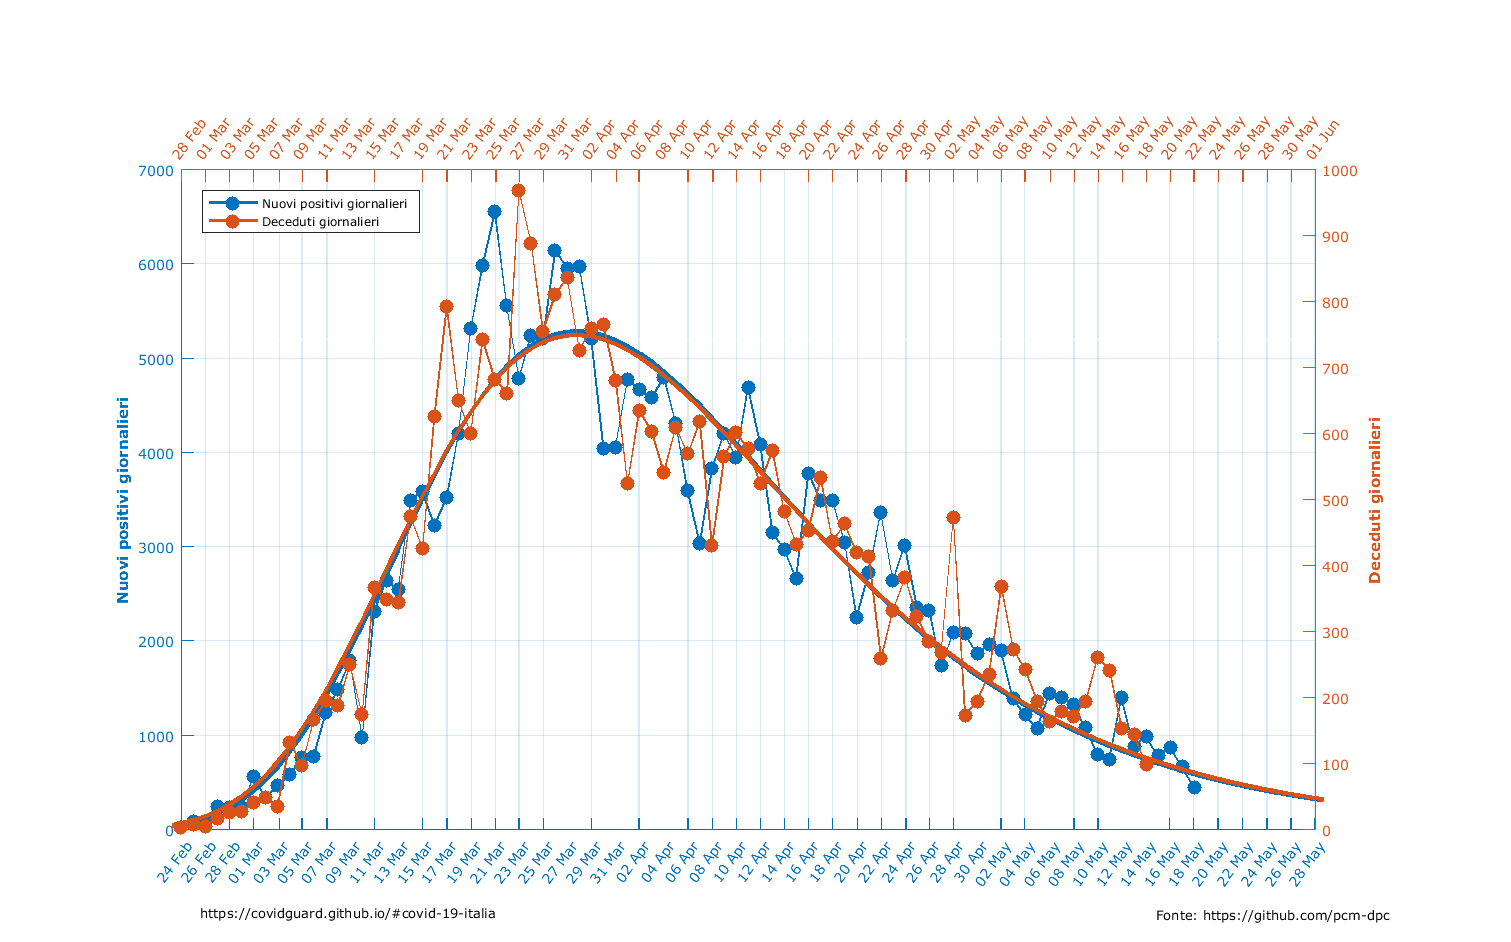 28 Feb 01 Mar 03 Mar 05 Mar 07 Mar 09 Mar 11 Mar 13 Mar 15 Mar 17 Mar 19 Mar 21 Mar 23 Mar 25 Mar 27 Mar 29 Mar 31 Mar 02 Apr 04 Apr 06 Apr 08 Apr 10 Apr 12 Apr 14 Apr 16 Apr 18 Apr 20 Apr 22 Apr 24 Apr 26 Apr 28 Apr 30 Apr 02 May 04 May 06 May 08 May 10 May 12 May 14 May 16 May 18 May 20 May 22 May 24 May 26 May 28 May 30 May 01 Jun
Nuovi positivi giornalieri
Deceduti giornalieri
7000
6000
5000
4000
3000
2000
1000
0
Nuovi positivi giornalieri
1000
900
800
700
600
500
400
300
200
100
0
Deceduti giornalieri
24 Feb 26 Feb 28 Feb 01 Mar 03 Mar 05 Mar 07 Mar 09 Mar 11 Mar 13 Mar 15 Mar 17 Mar 19 Mar 21 Mar 23 Mar 25 Mar 27 Mar 29 Mar 31 Mar 02 Apr 04 Apr 06 Apr 08 Apr 10 Apr 12 Apr 14 Apr 16 Apr 18 Apr 20 Apr 22 Apr 24 Apr 26 Apr 28 Apr 30 Apr 02 May 04 May 06 May 08 May 10 May 12 May 14 May 16 May 18 May 20 May 22 May 24 May 26 May 28 May
https://covidguard.github.io/#covid-19-italia
Fonte: https://github.com/pcm-dpc